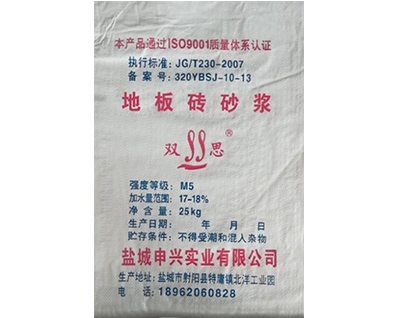 本产品通过ISO9001质量体系认证
执行标准: JG/T230-2007
备案号: 320YBSJ-10-13
地板砖砂浆
双思®
强度等级: M5
加水量范围: 17-18%
净含量: 25kg
生产日期: 年 月 日
贮存条件: 不得受潮和混入杂物
盐城申兴实业有限公司
生产地址: 盐城市射阳县特庸镇北洋工业园
电话: 18962060828